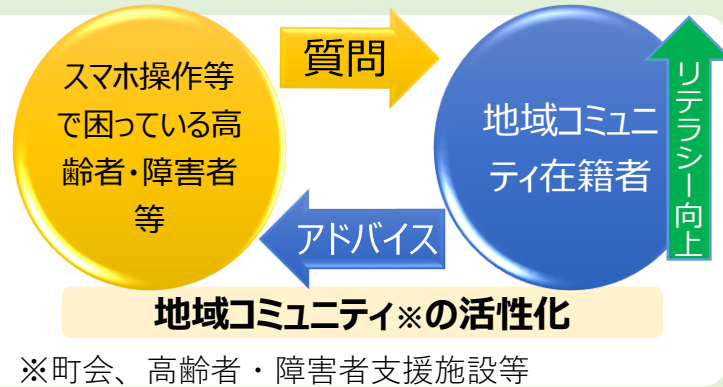 スマホ操作等
で困っている高
齢者・障害者
等
質問
アドバイス
地域コミュニ
ティ在籍者
リテラシー向上
地域コミュニティ※の活性化
※町会、高齢者・障害者支援施設等